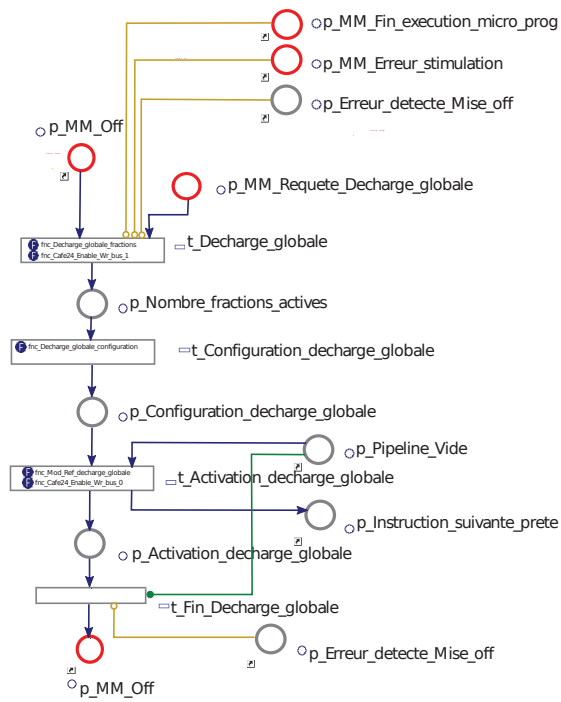 p_MM_Fin_execution_micro_prog
p_MM_Erreur_stimulation
p_Erreur_detecte_Mise_off
p_MM_Off
p_MM_Requete_Decharge_globale
F fnc_Decharge_globale_fractions
F fnc_Cafe24_Enable_Wr_bus_1
t_Decharge_globale
p_Nombre_fractions_actives
F fnc_Decharge_globale_configuration
t_Configuration_decharge_globale
p_Configuration_decharge_globale
p_Pipeline_Vide
F fnc_Mod_Ref_decharge_globale
F fnc_Cafe24_Enable_Wr_bus_0
t_Activation_decharge_globale
p_Instruction_suivante_prete
p_Activation_decharge_globale
t_Fin_Decharge_globale
p_Erreur_detecte_Mise_off
p_MM_Off